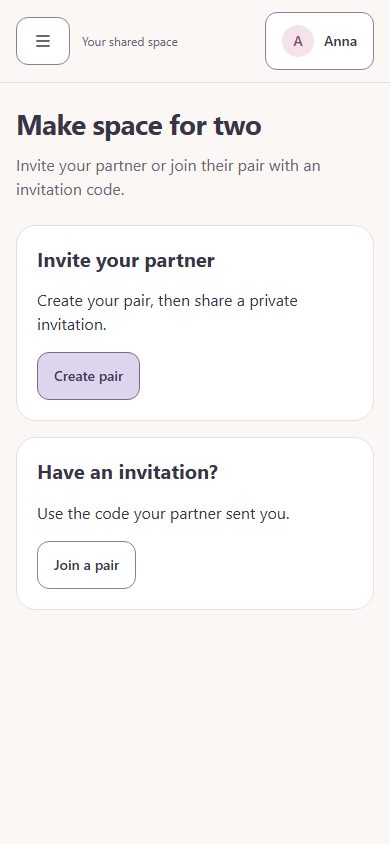 Your shared space
A
Anna
Make space for two
Invite your partner or join their pair with an
invitation code.
Invite your partner
Create your pair, then share a private
invitation.
Create pair
Have an invitation?
Use the code your partner sent you.
Join a pair